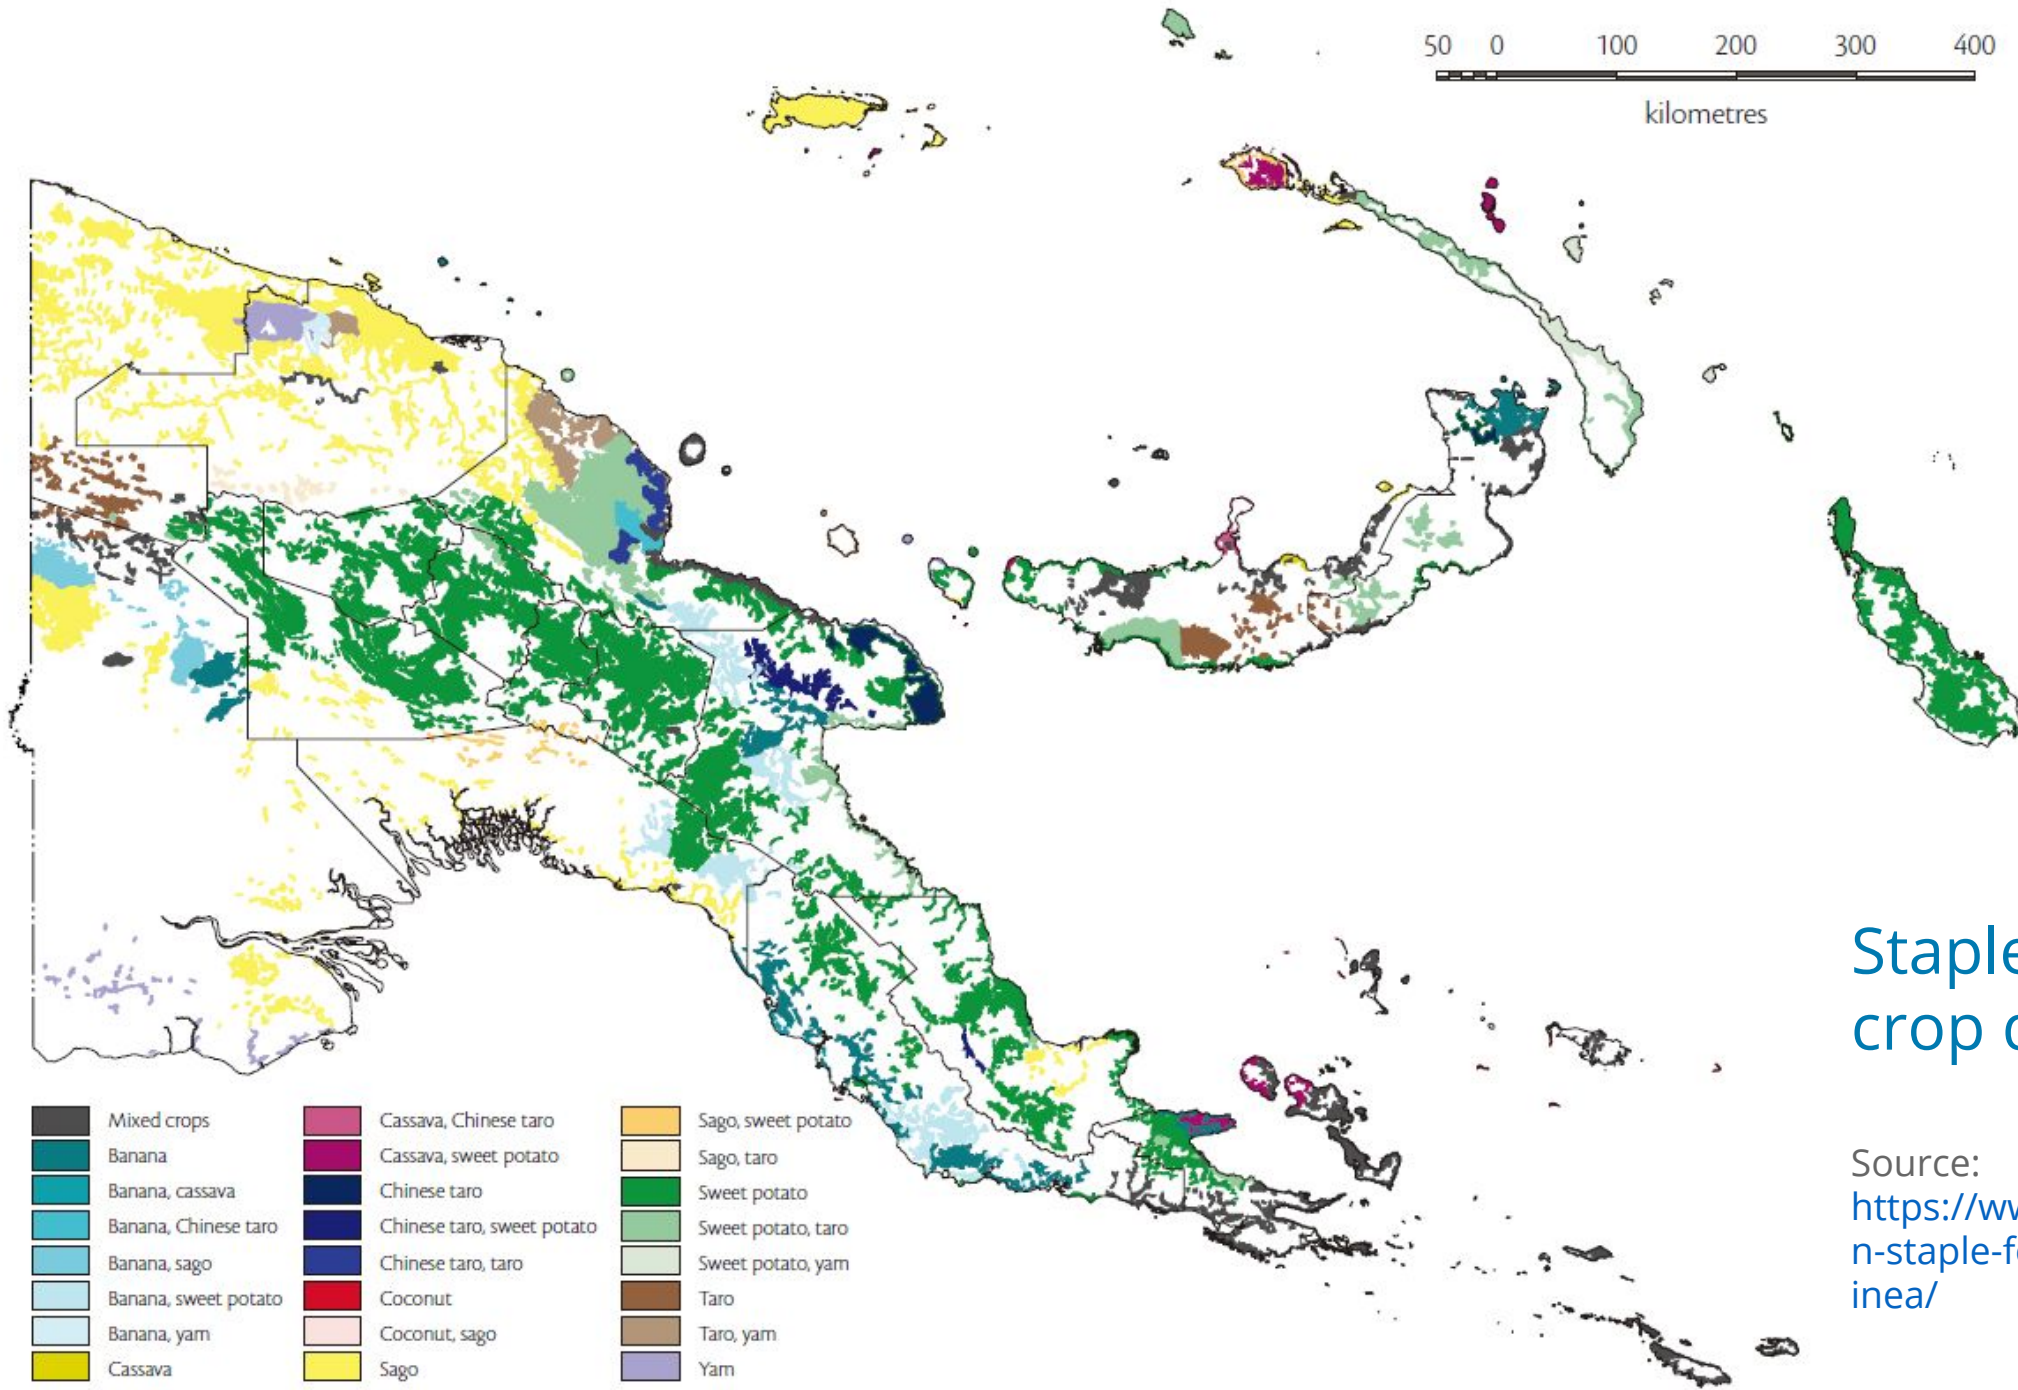 50 0 100 200 300 400
kilometres
Staple
crop
Source:
https://ww
n-staple-f
inea/
Mixed crops
Banana
Banana, cassava
Banana, Chinese taro
Banana, sago
Banana, sweet potato
Banana, yam
Cassava
Cassava, Chinese taro
Cassava, sweet potato
Chinese taro
Chinese taro, sweet potato
Chinese taro, taro
Coconut
Coconut, sago
Sago
Sago, sweet potato
Sago, taro
Sweet potato
Sweet potato, taro
Sweet potato, yam
Taro
Taro, yam
Yam